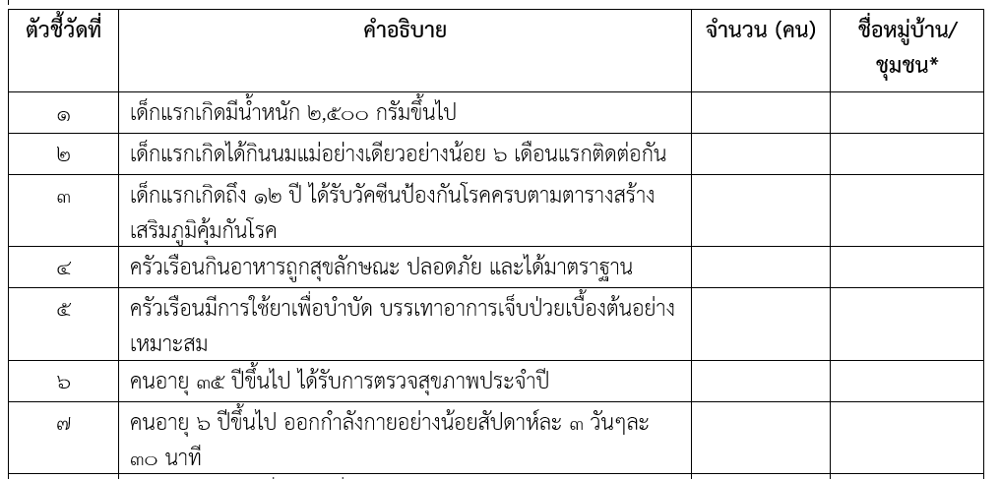 ตัวชี้วัดที่ คำอธิบาย จำนวน (คน) ชื่อหมู่บ้าน/
ชุมชน*
๑ เด็กแรกเกิดมีน้ำหนัก ๒,๕๐๐ กรัมขึ้นไป
๒ เด็กแรกเกิดได้กินนมแม่อย่างเดียวอย่างน้อย ๖ เดือนแรกติดต่อกัน
๓ เด็กแรกเกิดถึง ๑๒ ปี ได้รับวัคซีนป้องกันโรคครบตามตารางสร้าง
เสริมภูมิคุ้มกันโรค
๔ ครัวเรือนกินอาหารถูกสุขลักษณะ ปลอดภัย และได้มาตราฐาน
๕ ครัวเรือนมีการใช้ยาเพื่อบำบัด บรรเทาอาการเจ็บป่วยเบื้องต้นอย่าง
เหมาะสม
๖ คนอายุ ๓๕ ปีขึ้นไป ได้รับการตรวจสุขภาพประจำปี
๗ คนอายุ ๖ ปีขึ้นไป ออกกำลังกายอย่างน้อยสัปดาห์ละ ๓ วันๆละ
๓๐ นาที